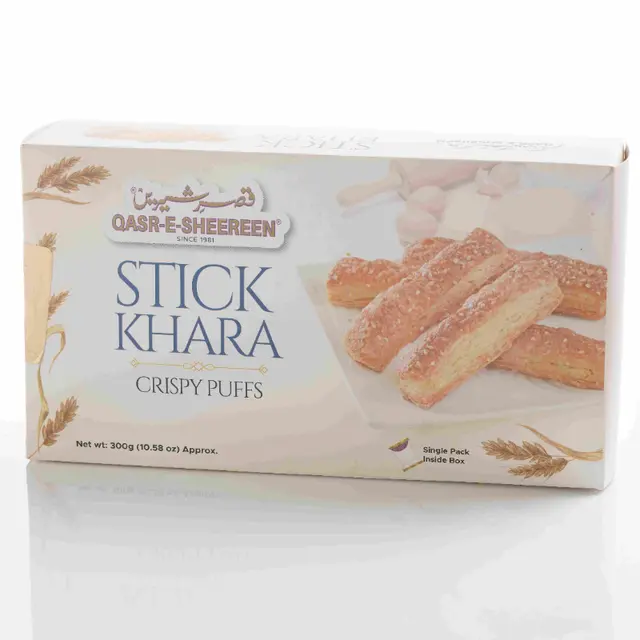 قصرِ شیریں
QASR-E-SHEEREEN®
SINCE 1981
STICK
KHARA
CRISPY PUFFS
Net wt: 300g (10.58 oz) Approx.
Single Pack
Inside Box